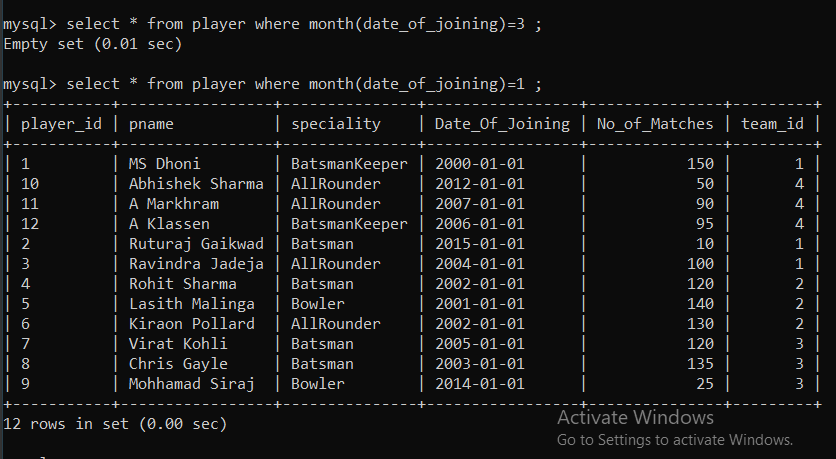 mysql> select * from player where month(date_of_joining)=3 ;
Empty set (0.01 sec)
mysql> select * from player where month(date_of_joining)=1 ;
+-----------+----------------+---------------+-----------------+---------------+---------+
| player_id | pname          | speciality    | Date_Of_Joining | No_of_Matches | team_id |
+-----------+----------------+---------------+-----------------+---------------+---------+
| 1         | MS Dhoni       | BatsmanKeeper | 2000-01-01      |           150 |       1 |
| 10        | Abhishek Sharma | AllRounder    | 2012-01-01      |            50 |       4 |
| 11        | A Markhram     | AllRounder    | 2007-01-01      |            90 |       4 |
| 12        | A Klassen      | BatsmanKeeper | 2006-01-01      |            95 |       4 |
| 2         | Ruturaj Gaikwad | Batsman       | 2015-01-01      |            10 |       1 |
| 3         | Ravindra Jadeja | AllRounder    | 2004-01-01      |           100 |       1 |
| 4         | Rohit Sharma   | Batsman       | 2002-01-01      |           120 |       2 |
| 5         | Lasith Malinga | Bowler        | 2001-01-01      |           140 |       2 |
| 6         | Kiraon Pollard | AllRounder    | 2002-01-01      |           130 |       2 |
| 7         | Virat Kohli    | Batsman       | 2005-01-01      |           120 |       3 |
| 8         | Chris Gayle    | Batsman       | 2003-01-01      |           135 |       3 |
| 9         | Mohhamad Siraj | Bowler        | 2014-01-01      |            25 |       3 |
+-----------+----------------+---------------+-----------------+---------------+---------+
12 rows in set (0.00 sec)
Activate Windows
Go to Settings to activate Windows.